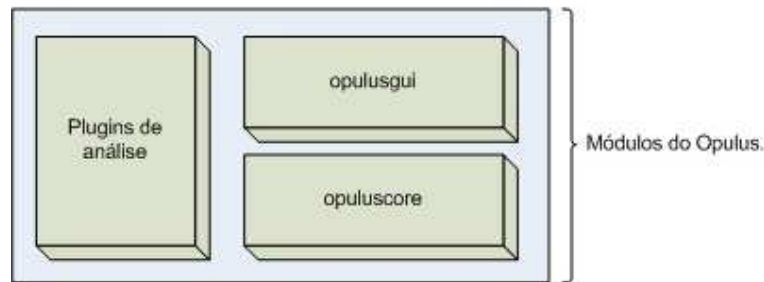 Plugins de
análise
opulusgui
opuluscore
Módulos do Opulus.